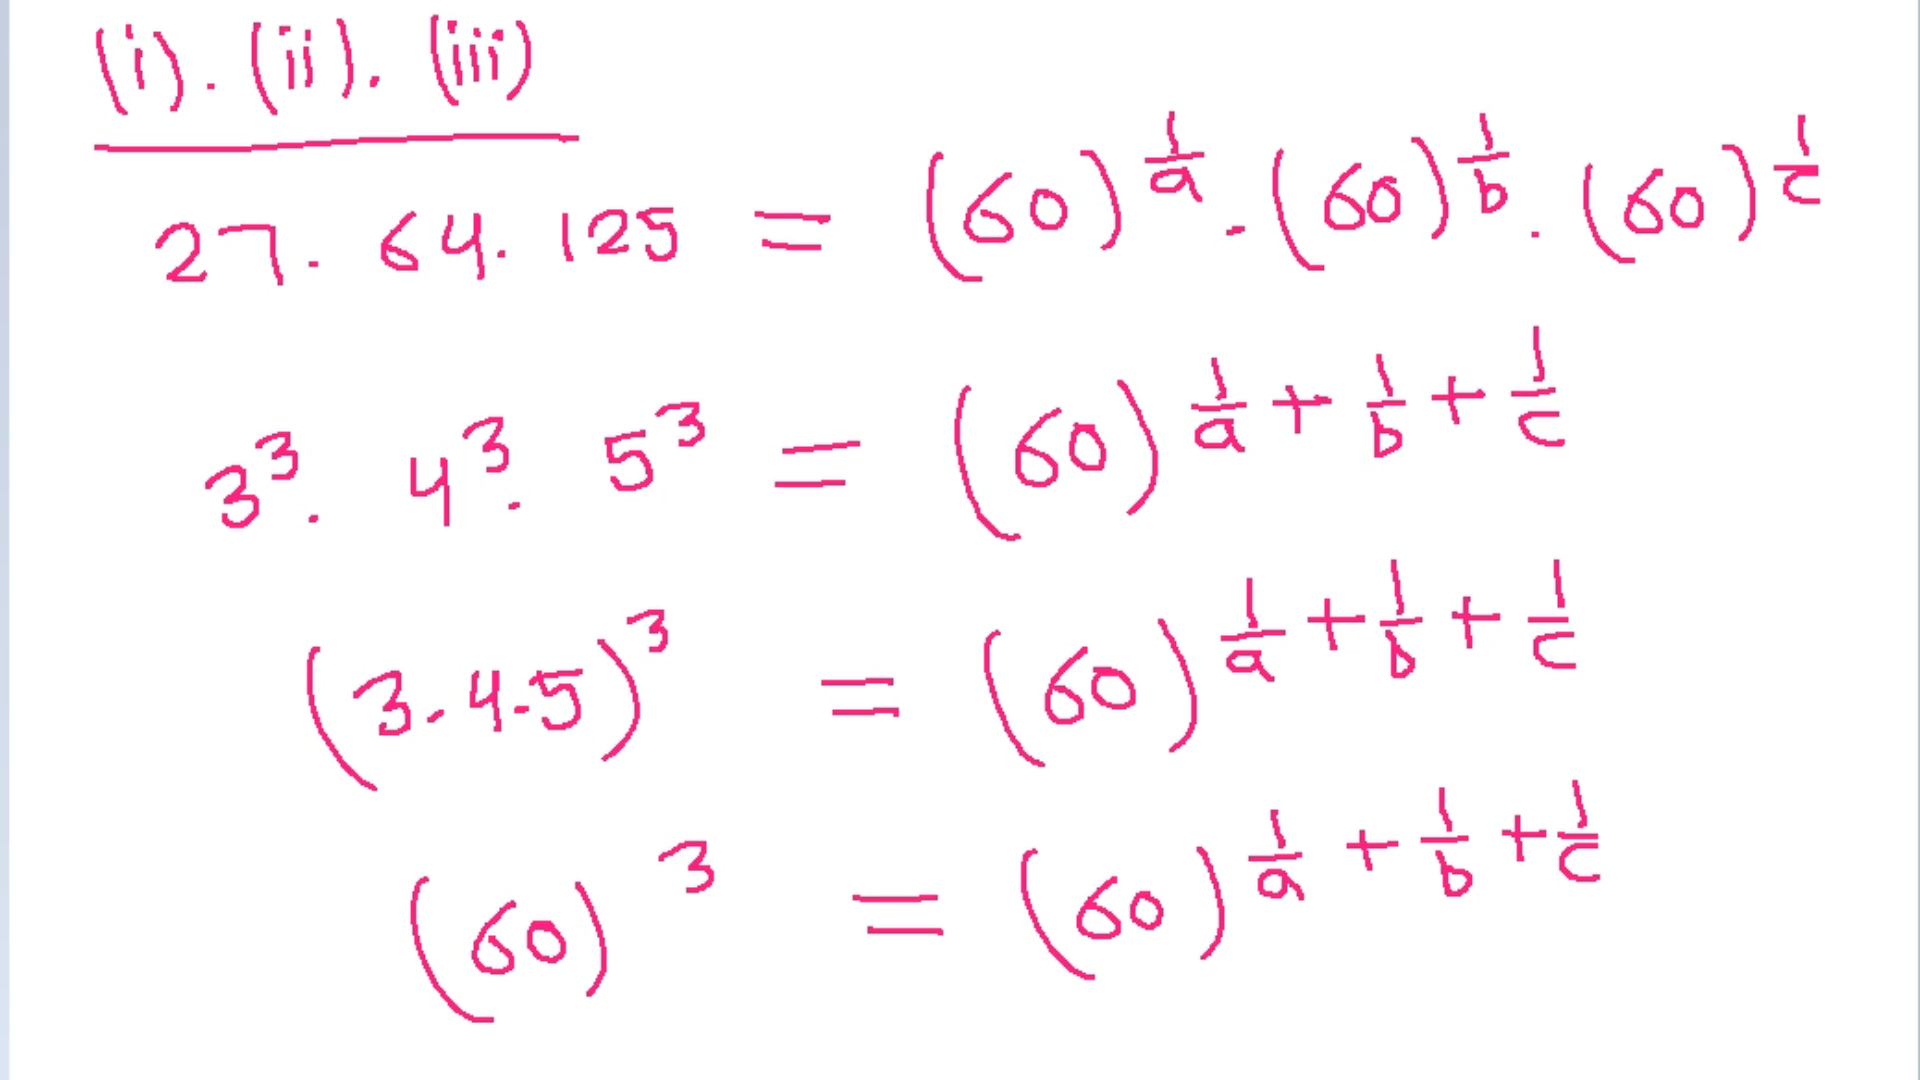 (i). (ii). (iii)
27. 64. 125 = (60)^{1/a} . (60)^{1/b} . (60)^{1/c}
3^3. 4^3. 5^3 = (60)^{1/a + 1/b + 1/c}
(3.4.5)^3 = (60)^{1/a + 1/b + 1/c}
(60)^3 = (60)^{1/a + 1/b + 1/c}